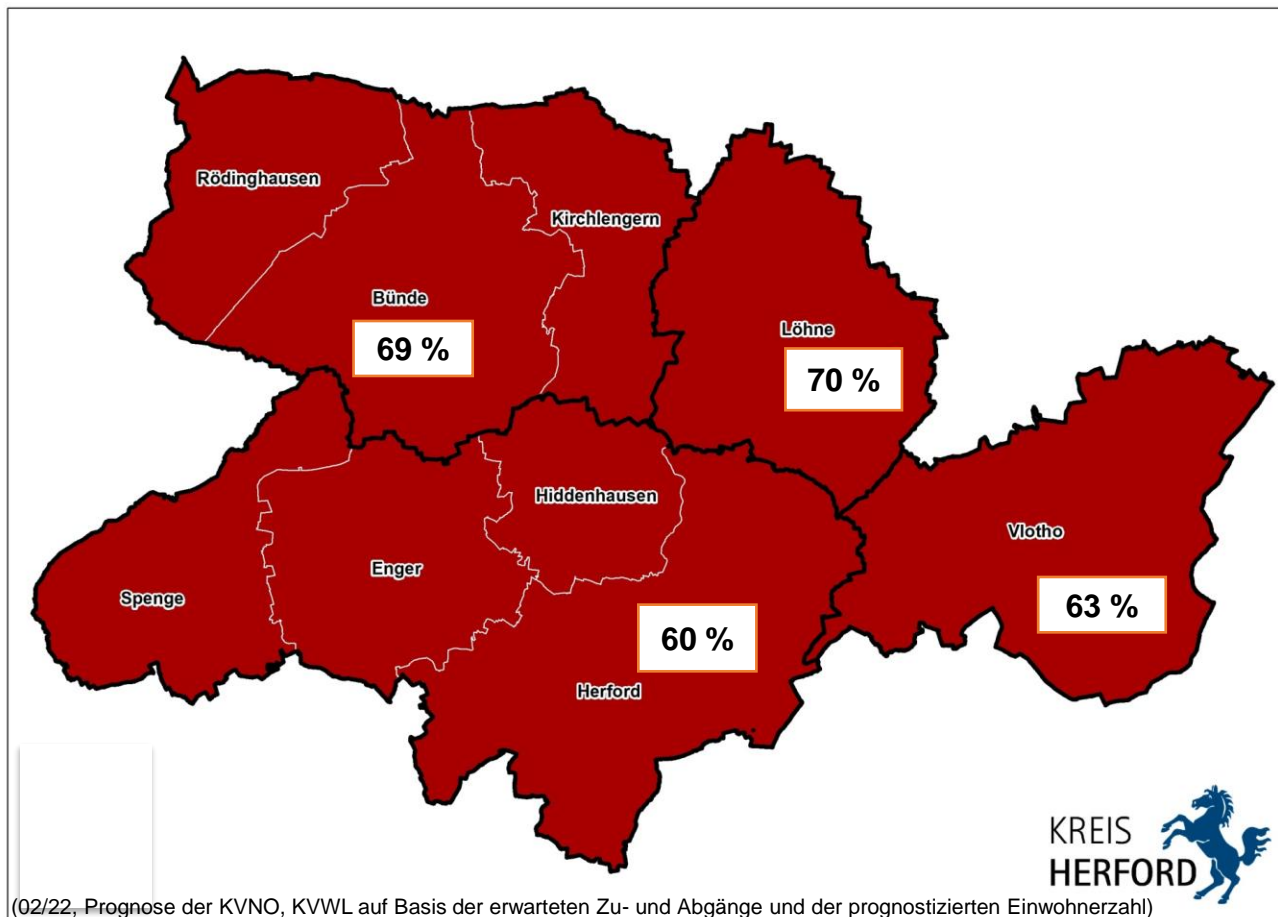 Rödinghausen
Kirchlengern
Bünde
69 %
Löhne
70 %
Hiddenhausen
Vlotho
Enger
Spenge
63 %
60 %
Herford
KREIS
HERFORD
(02/22, Prognose der KVNO, KVWL auf Basis der erwarteten Zu- und Abgänge und der prognostizierten Einwohnerzahl)